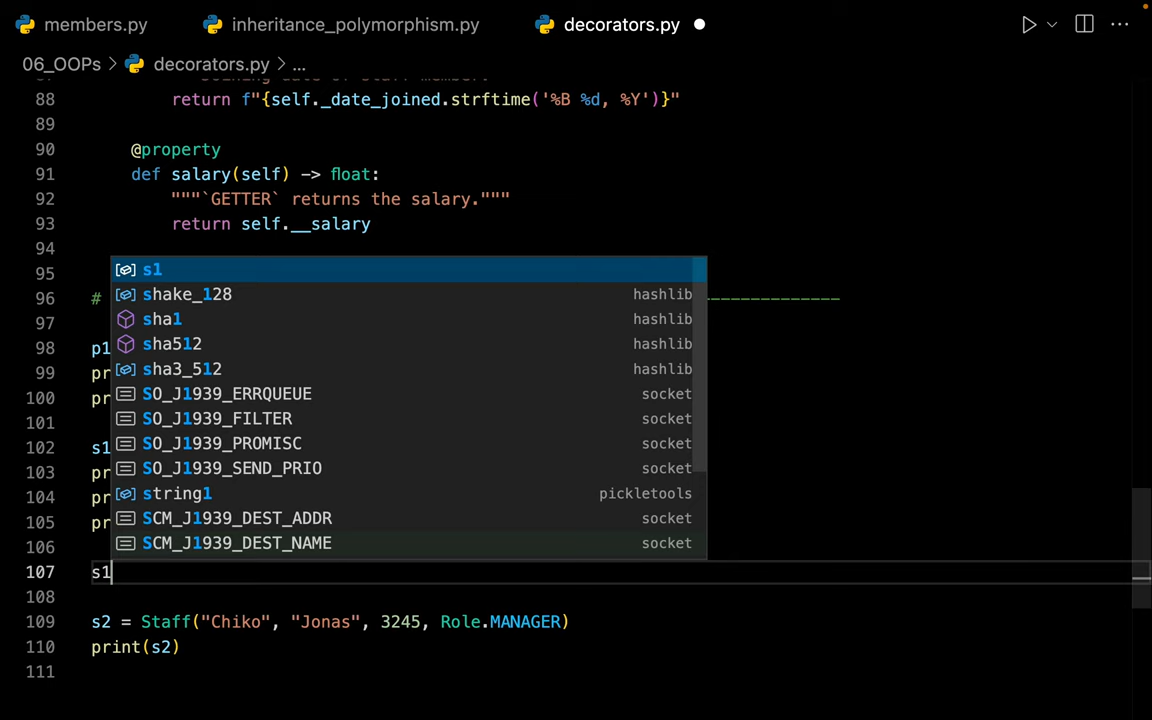 members.py inheritance_polymorphism.py decorators.py
06_OOPs > decorators.py > ...
88 return f"{self._date_joined.strftime('%B %d, %Y')}"
89
90 @property
91 def salary(self) -> float:
92 """`GETTER` returns the salary."""
93 return self.__salary
94
95
96 #
97
98 p1
99 pr
100 pr
101
102 s1
103 pr
104 pr
105 pr
106
107 s1
108
109 s2 = Staff("Chiko", "Jonas", 3245, Role.MANAGER)
110 print(s2)
111
s1
shake_128 hashlib
sha1 hashlib
sha512 hashlib
sha3_512 hashlib
SO_J1939_ERRQUEUE socket
SO_J1939_FILTER socket
SO_J1939_PROMISC socket
SO_J1939_SEND_PRIO socket
string1 pickletools
SCM_J1939_DEST_ADDR socket
SCM_J1939_DEST_NAME socket